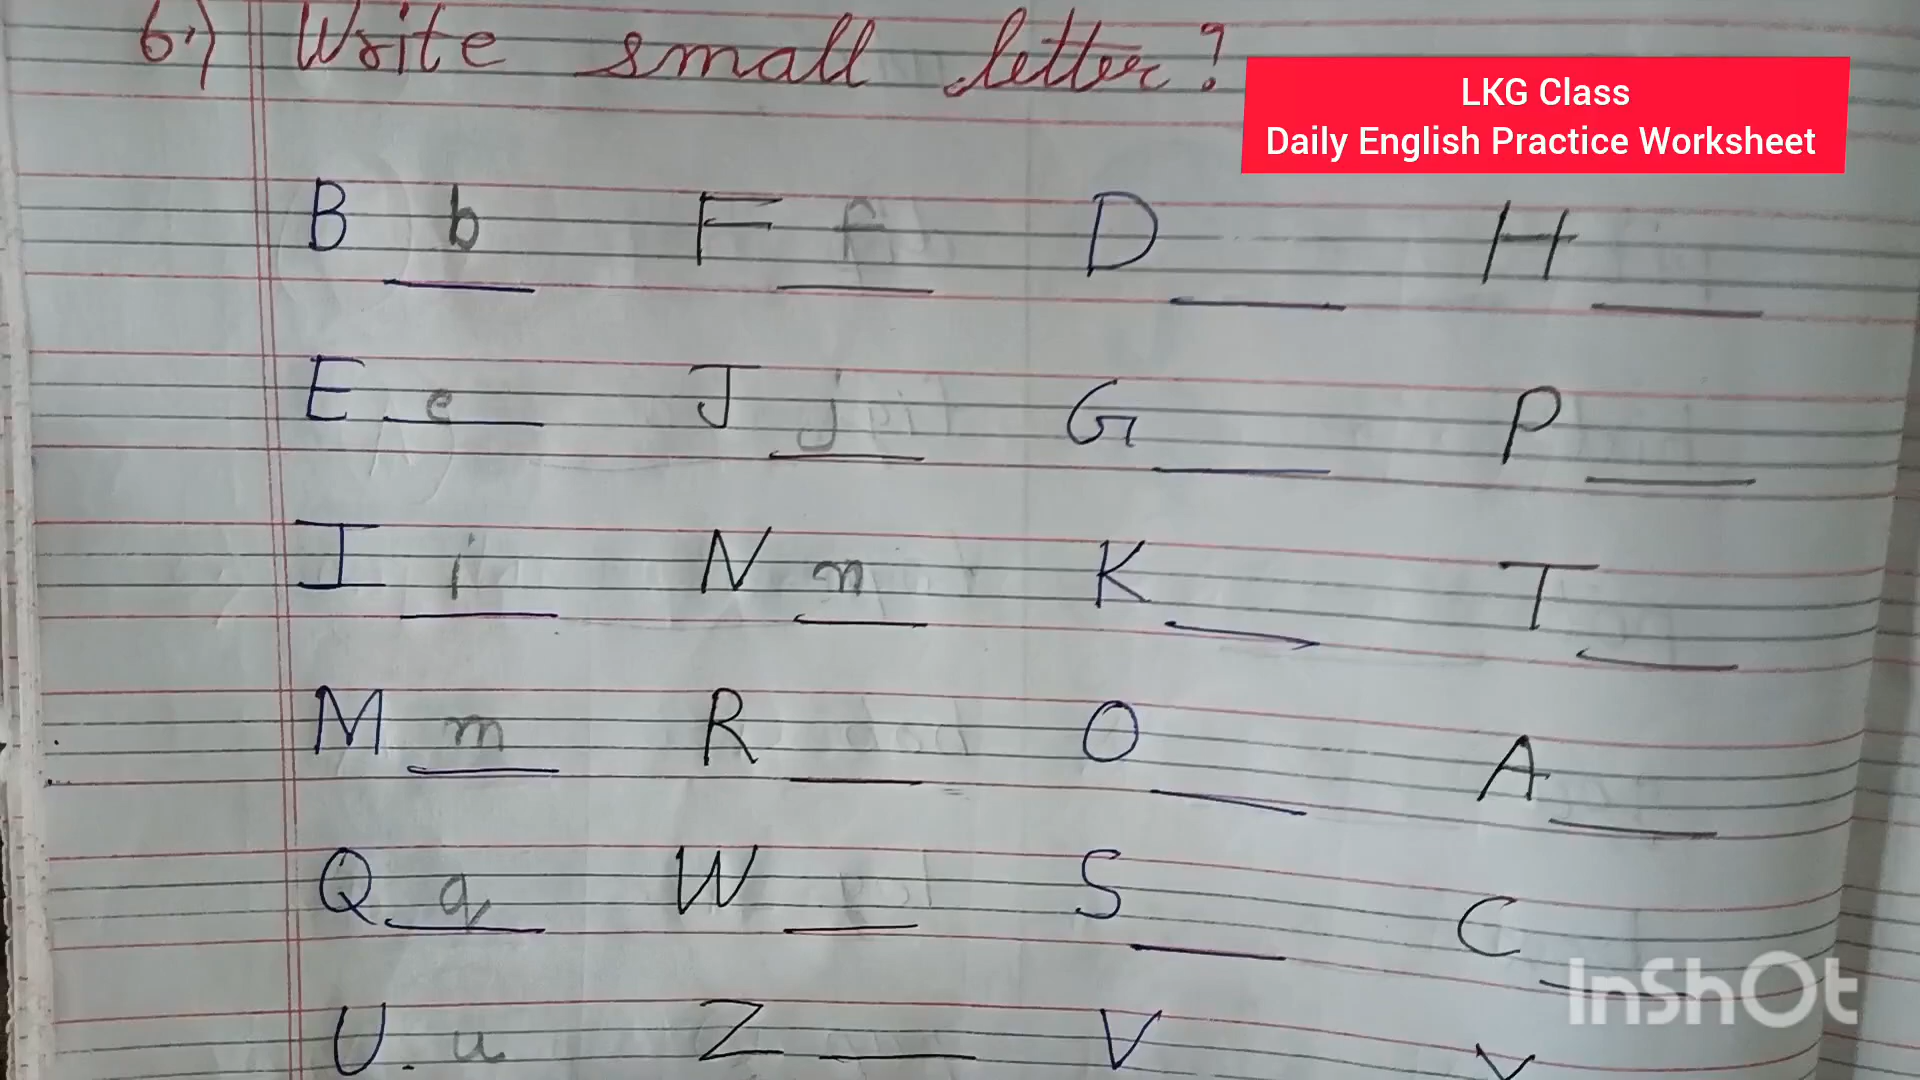 6.) Write small letter?
LKG Class
Daily English Practice Worksheet
B b F f D H
E e J j G P
I i N n K T
M m R O A
Q q W S C
InShOt
U u Z V